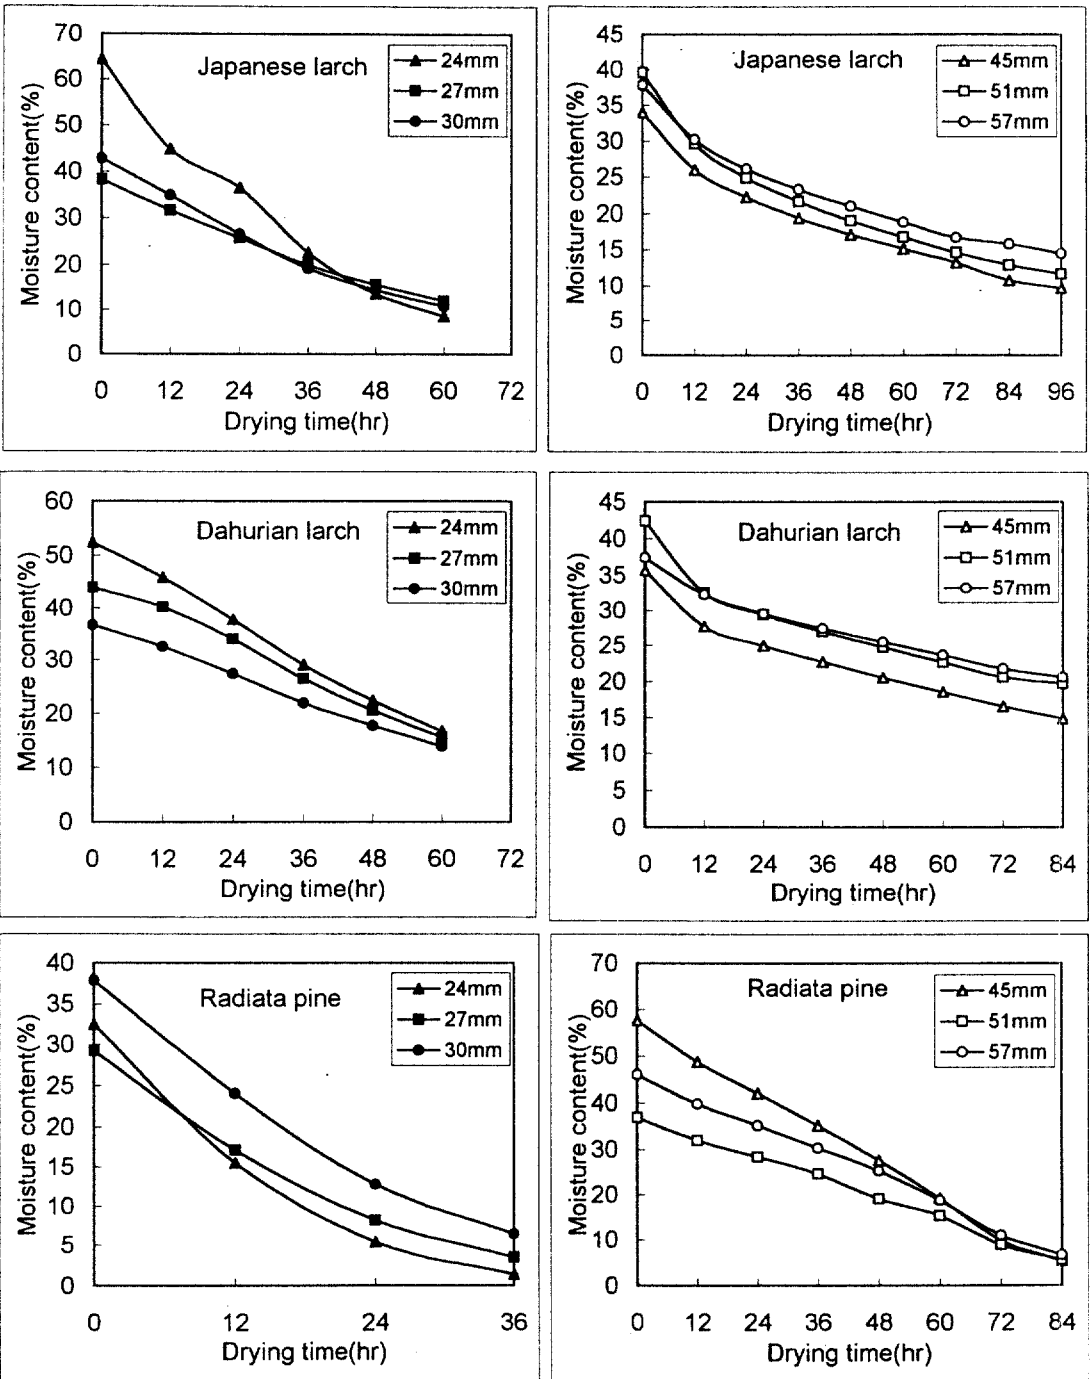 70
60
50
40
30
20
10
0
Moisture content(%)
Japanese larch
24mm
27mm
30mm
0 12 24 36 48 60 72
Drying time(hr)
45
40
35
30
25
20
15
10
5
0
Moisture content(%)
Japanese larch
45mm
51mm
57mm
0 12 24 36 48 60 72 84 96
Drying time(hr)
60
50
40
30
20
10
0
Moisture content(%)
Dahurian larch
24mm
27mm
30mm
0 12 24 36 48 60 72
Drying time(hr)
45
40
35
30
25
20
15
10
5
0
Moisture content(%)
Dahurian larch
45mm
51mm
57mm
0 12 24 36 48 60 72 84
Drying time(hr)
40
35
30
25
20
15
10
5
0
Moisture content(%)
Radiata pine
24mm
27mm
30mm
0 12 24 36
Drying time(hr)
70
60
50
40
30
20
10
0
Moisture content(%)
Radiata pine
45mm
51mm
57mm
0 12 24 36 48 60 72 84
Drying time(hr)